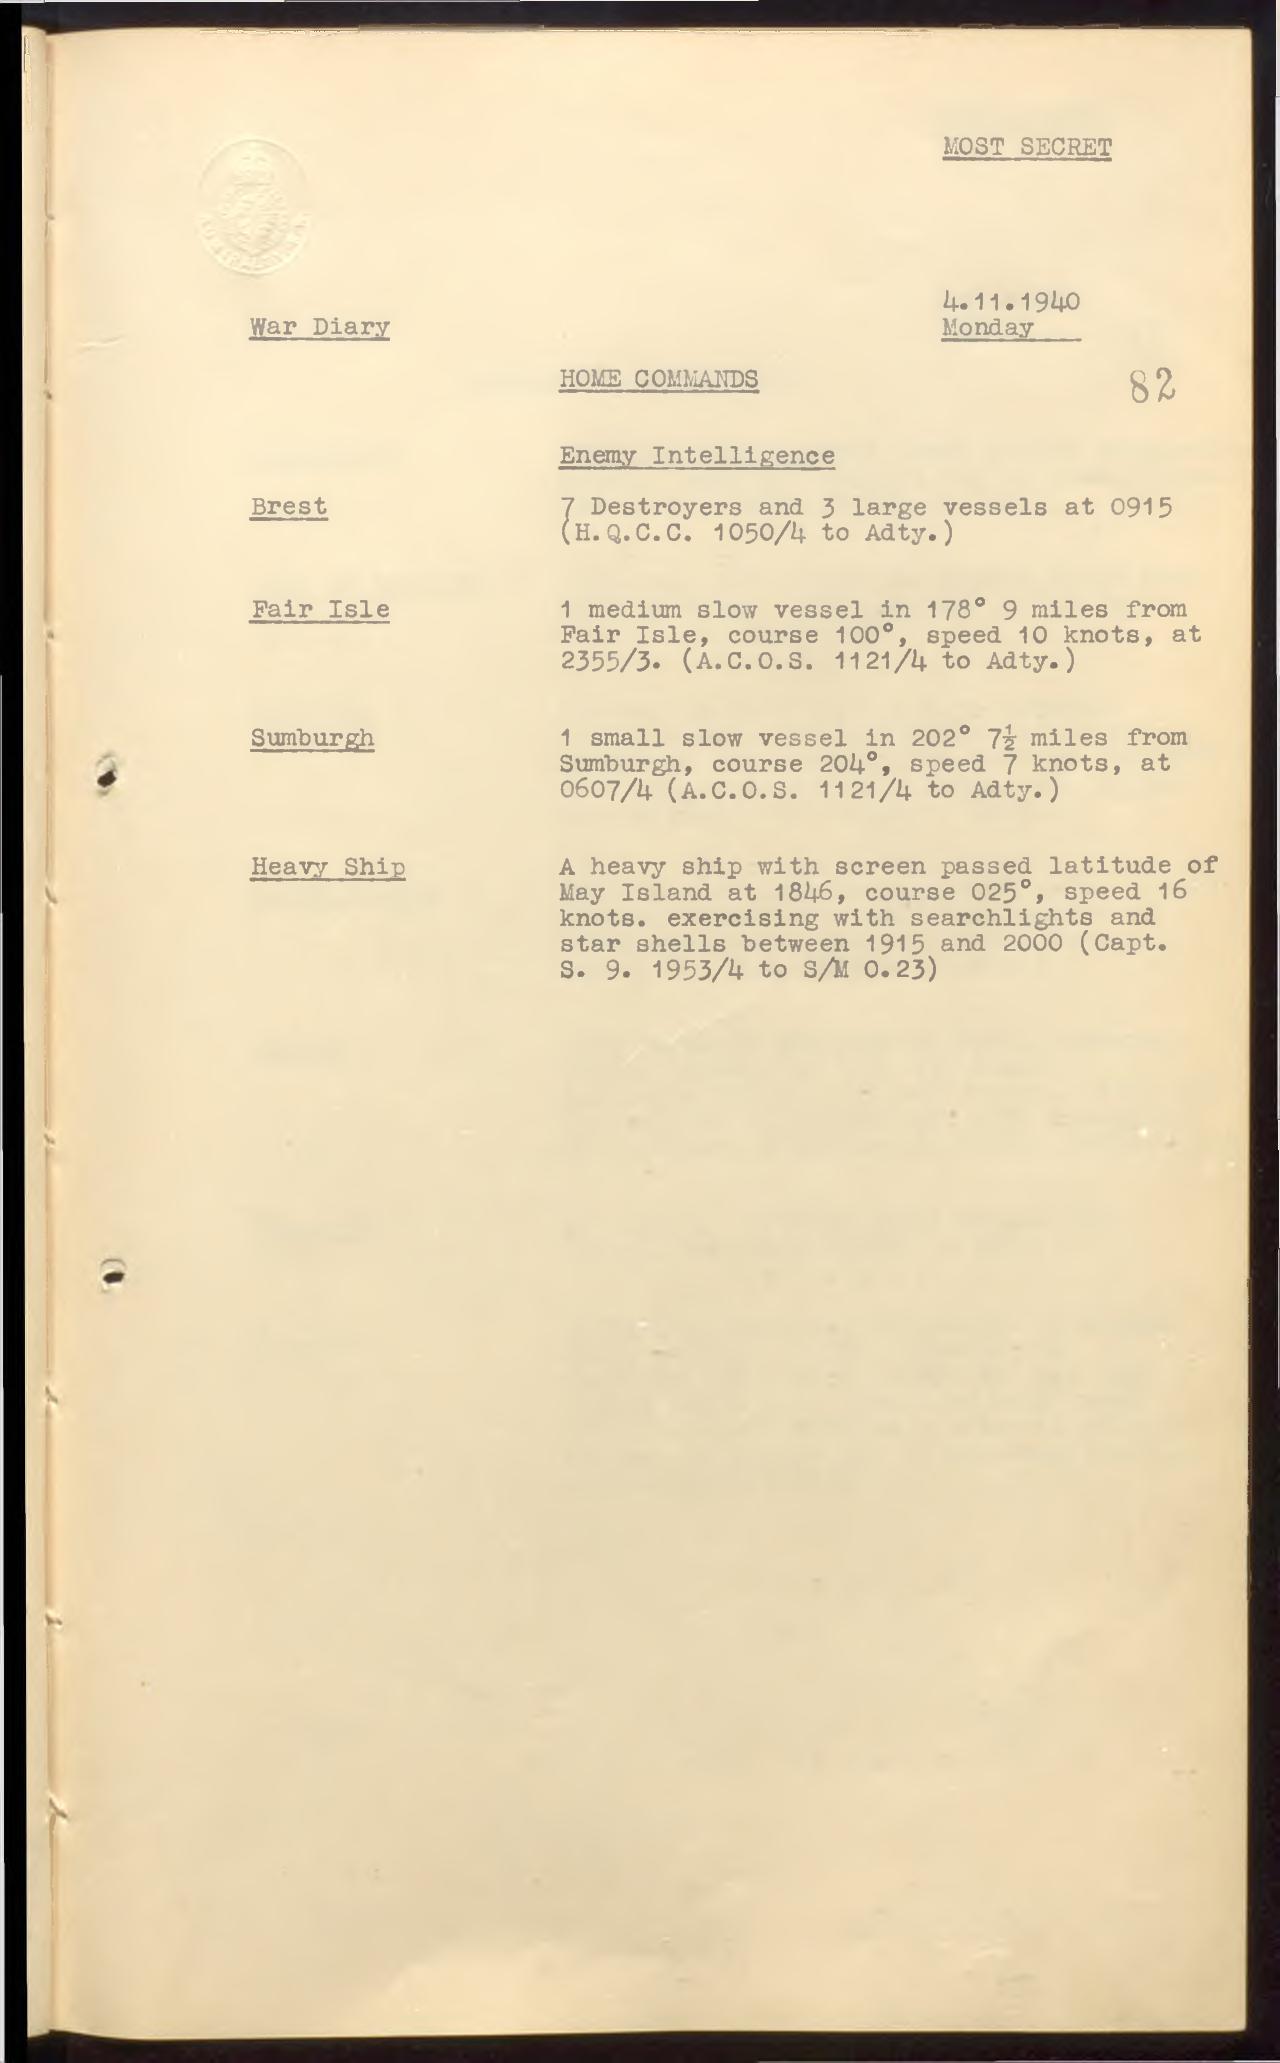 MOST SECRET
4.11.1940
War Diary
Monday
HOME COMMANDS
82
Enemy Intelligence
Brest
7 Destroyers and 3 large vessels at 0915
(H.Q.C.C. 1050/4 to Adty.)
Fair Isle
1 medium slow vessel in 178° 9 miles from
Fair Isle, course 100°, speed 10 knots, at
2355/3. (A.C.O.S. 1121/4 to Adty.)
Sumburgh
1 small slow vessel in 202° 7½ miles from
Sumburgh, course 204°, speed 7 knots, at
0607/4 (A.C.O.S. 1121/4 to Adty.)
Heavy Ship
A heavy ship with screen passed latitude of
May Island at 1846, course 025°, speed 16
knots. exercising with searchlights and
star shells between 1915 and 2000 (Capt.
S. 9. 1953/4 to S/M 0.23)